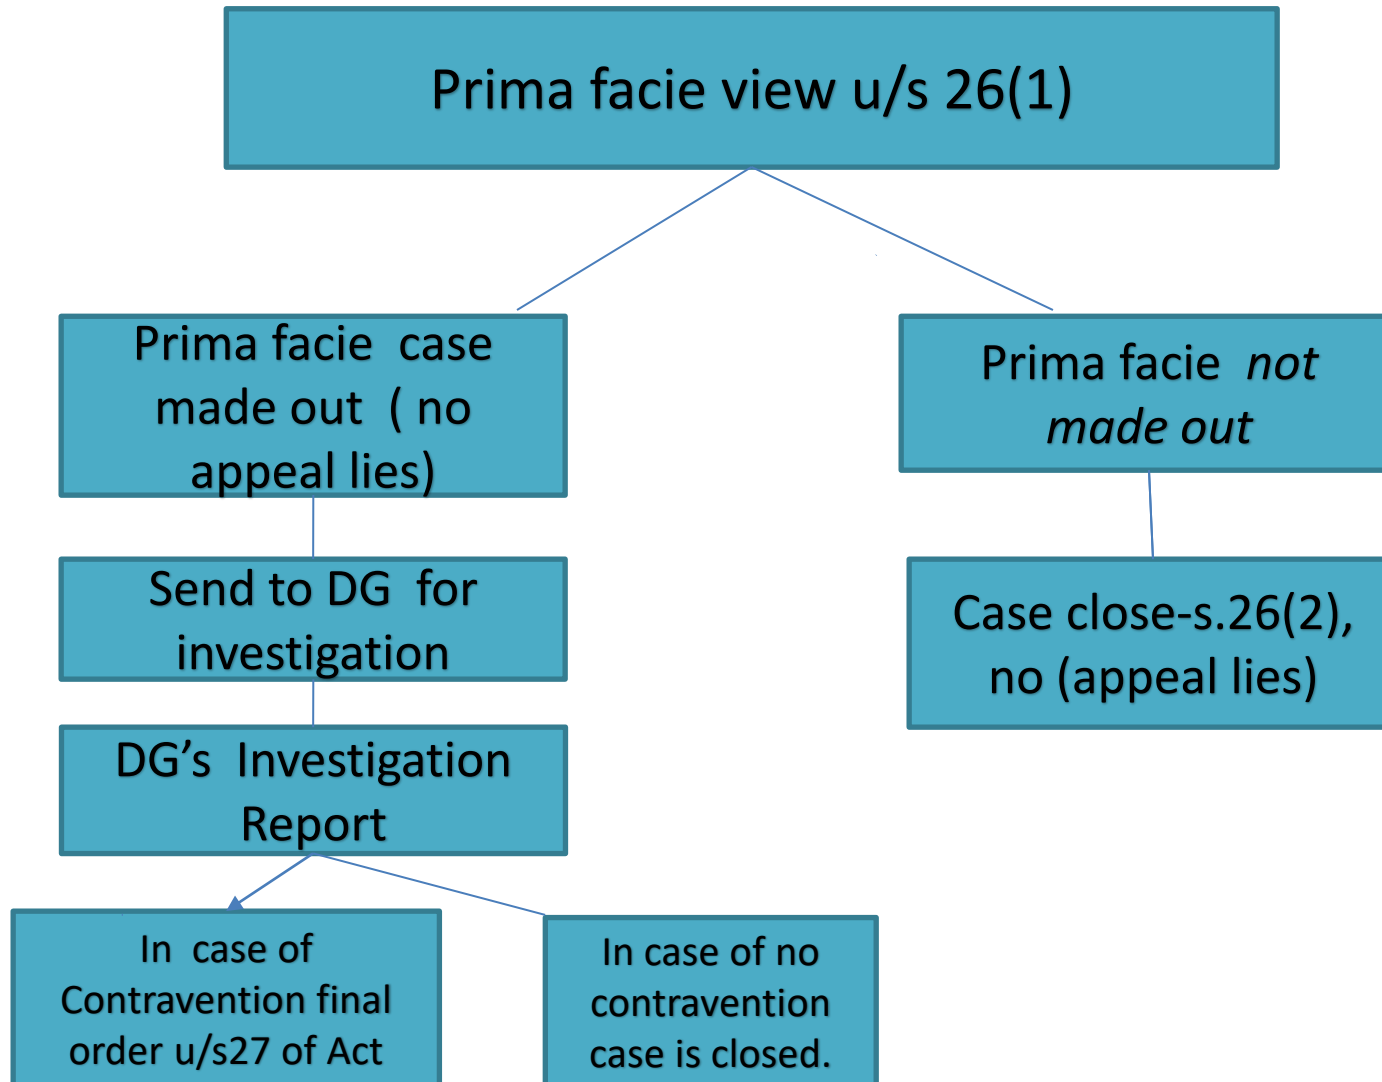 Prima facie view u/s 26(1)
Prima facie case
made out ( no
appeal lies)
Prima facie not
made out
Send to DG for
investigation
Case close-s.26(2),
no (appeal lies)
DG’s Investigation
Report
In case of
Contravention final
order u/s27 of Act
In case of no
contravention
case is closed.